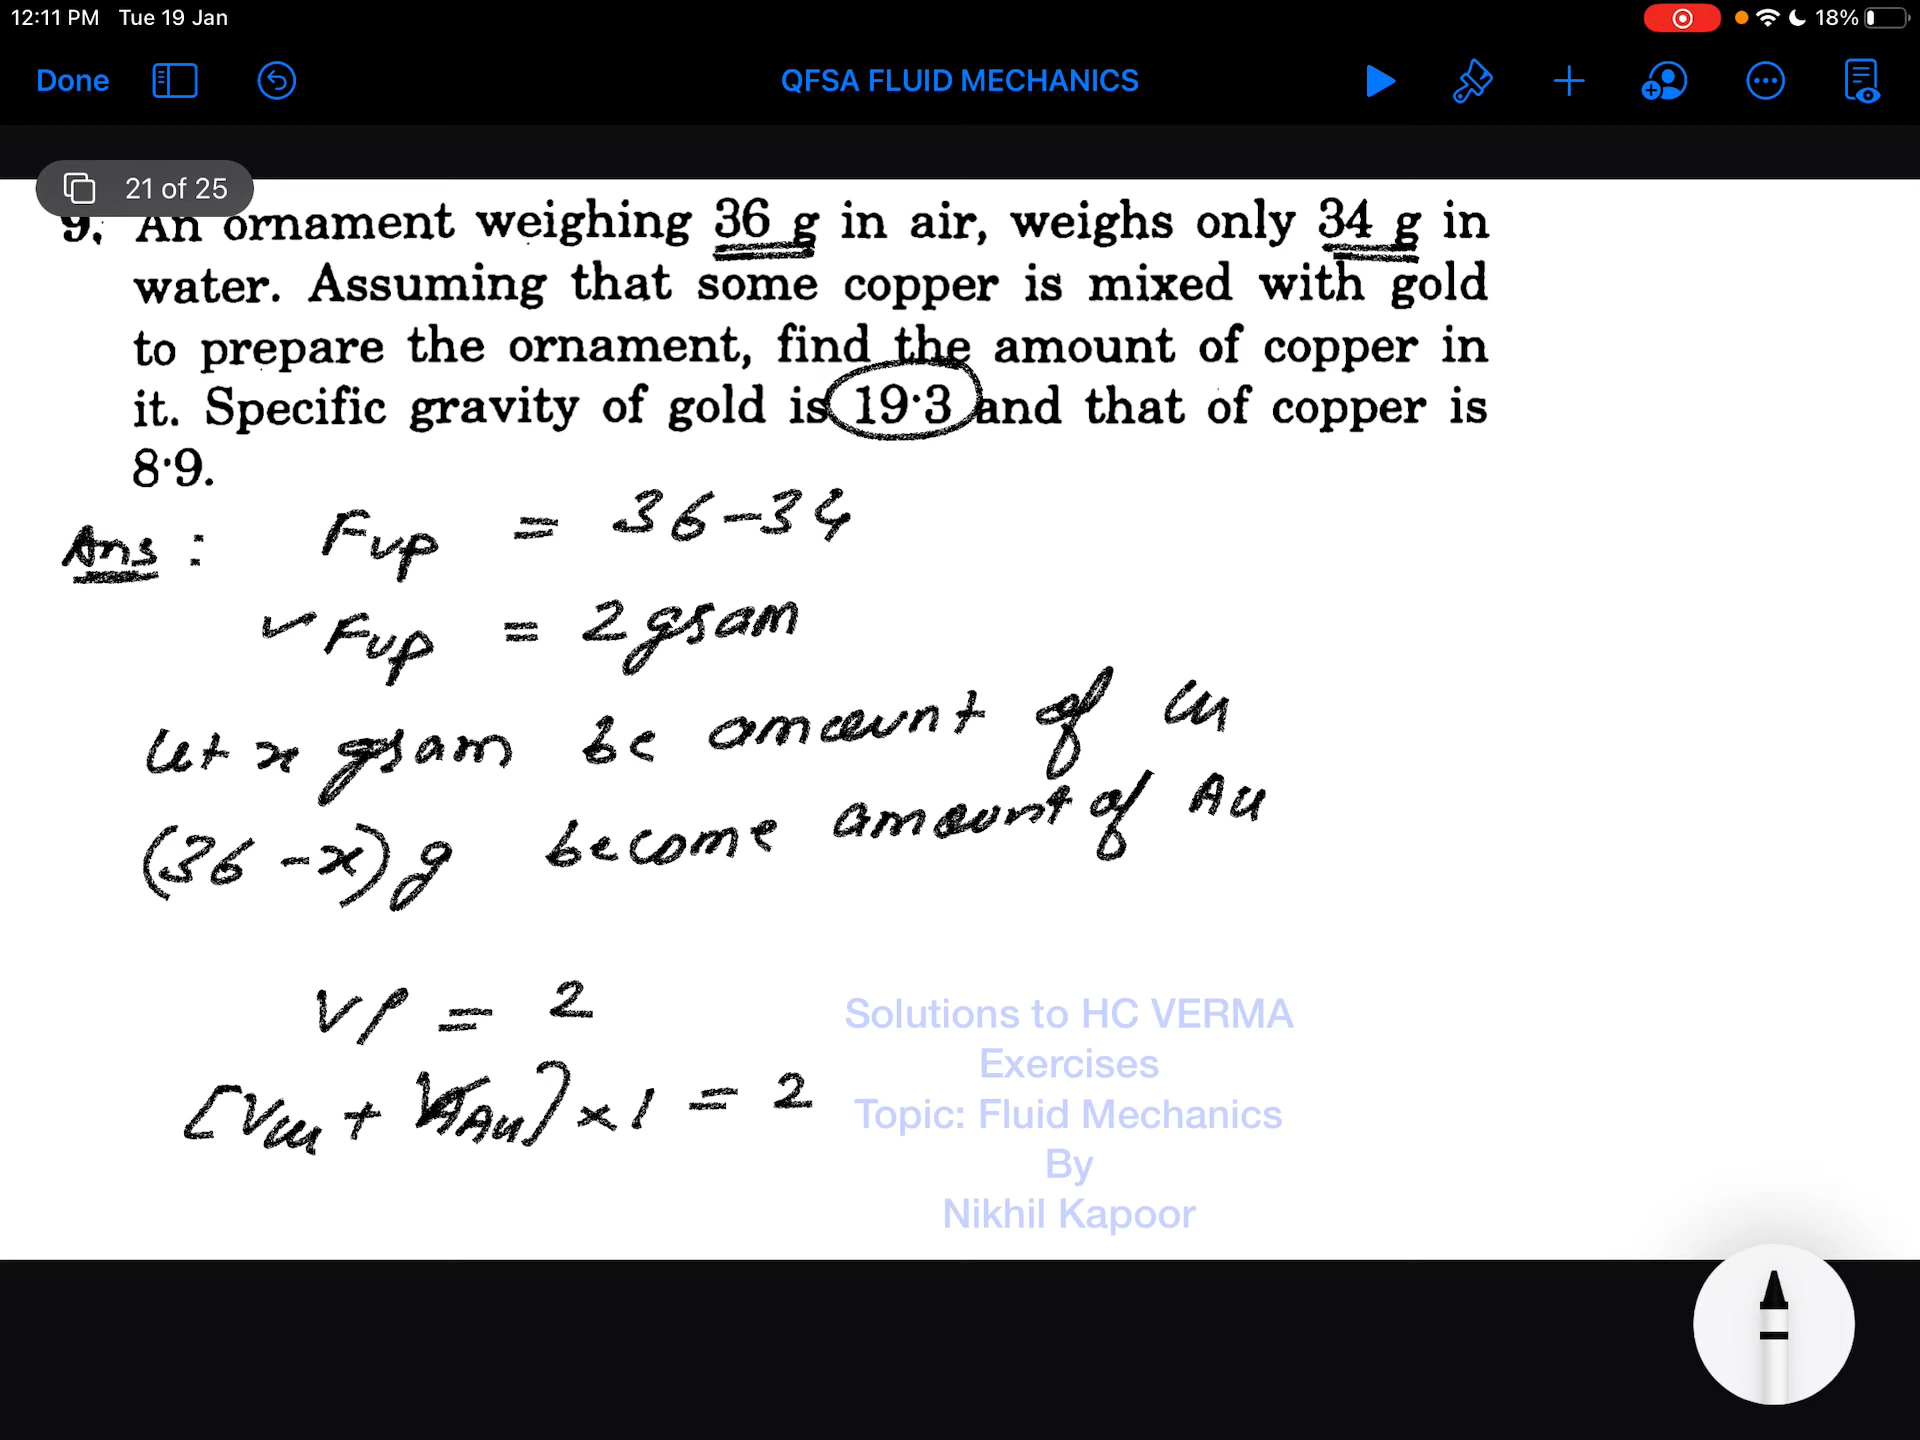 12:11 PM Tue 19 Jan
18%
Done
QFSA FLUID MECHANICS
21 of 25
9. An ornament weighing 36 g in air, weighs only 34 g in
water. Assuming that some copper is mixed with gold
to prepare the ornament, find the amount of copper in
it. Specific gravity of gold is 19·3 and that of copper is
8·9.
Ans : Fup = 36-34
✓ Fup = 2 gram
Let x gram be amount of Cu
(36 - x) g become amount of Au
Vρ = 2
[Vcu + VAu] × 1 = 2
Solutions to HC VERMA
Exercises
Topic: Fluid Mechanics
By
Nikhil Kapoor